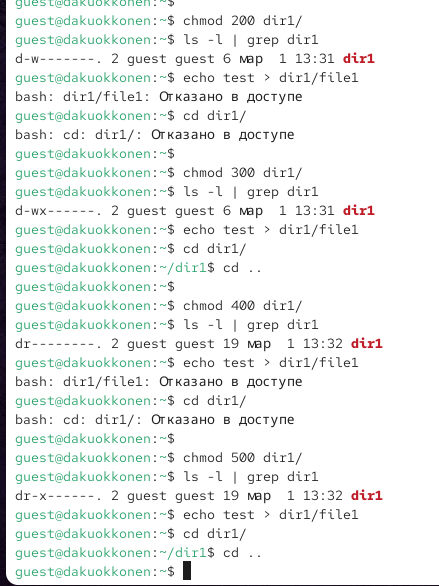 guest@dakuokkonen:~$
guest@dakuokkonen:~$ chmod 200 dir1/
guest@dakuokkonen:~$ ls -l | grep dir1
d-w-------. 2 guest guest 6 мар  1 13:31 dir1
guest@dakuokkonen:~$ echo test > dir1/file1
bash: dir1/file1: Отказано в доступе
guest@dakuokkonen:~$ cd dir1/
bash: cd: dir1/: Отказано в доступе
guest@dakuokkonen:~$
guest@dakuokkonen:~$ chmod 300 dir1/
guest@dakuokkonen:~$ ls -l | grep dir1
d-wx------. 2 guest guest 6 мар  1 13:31 dir1
guest@dakuokkonen:~$ echo test > dir1/file1
guest@dakuokkonen:~$ cd dir1/
guest@dakuokkonen:~/dir1$ cd ..
guest@dakuokkonen:~$
guest@dakuokkonen:~$ chmod 400 dir1/
guest@dakuokkonen:~$ ls -l | grep dir1
dr--------. 2 guest guest 19 мар  1 13:32 dir1
guest@dakuokkonen:~$ echo test > dir1/file1
bash: dir1/file1: Отказано в доступе
guest@dakuokkonen:~$ cd dir1/
bash: cd: dir1/: Отказано в доступе
guest@dakuokkonen:~$
guest@dakuokkonen:~$ chmod 500 dir1/
guest@dakuokkonen:~$ ls -l | grep dir1
dr-x------. 2 guest guest 19 мар  1 13:32 dir1
guest@dakuokkonen:~$ echo test > dir1/file1
guest@dakuokkonen:~$ cd dir1/
guest@dakuokkonen:~/dir1$ cd ..
guest@dakuokkonen:~$